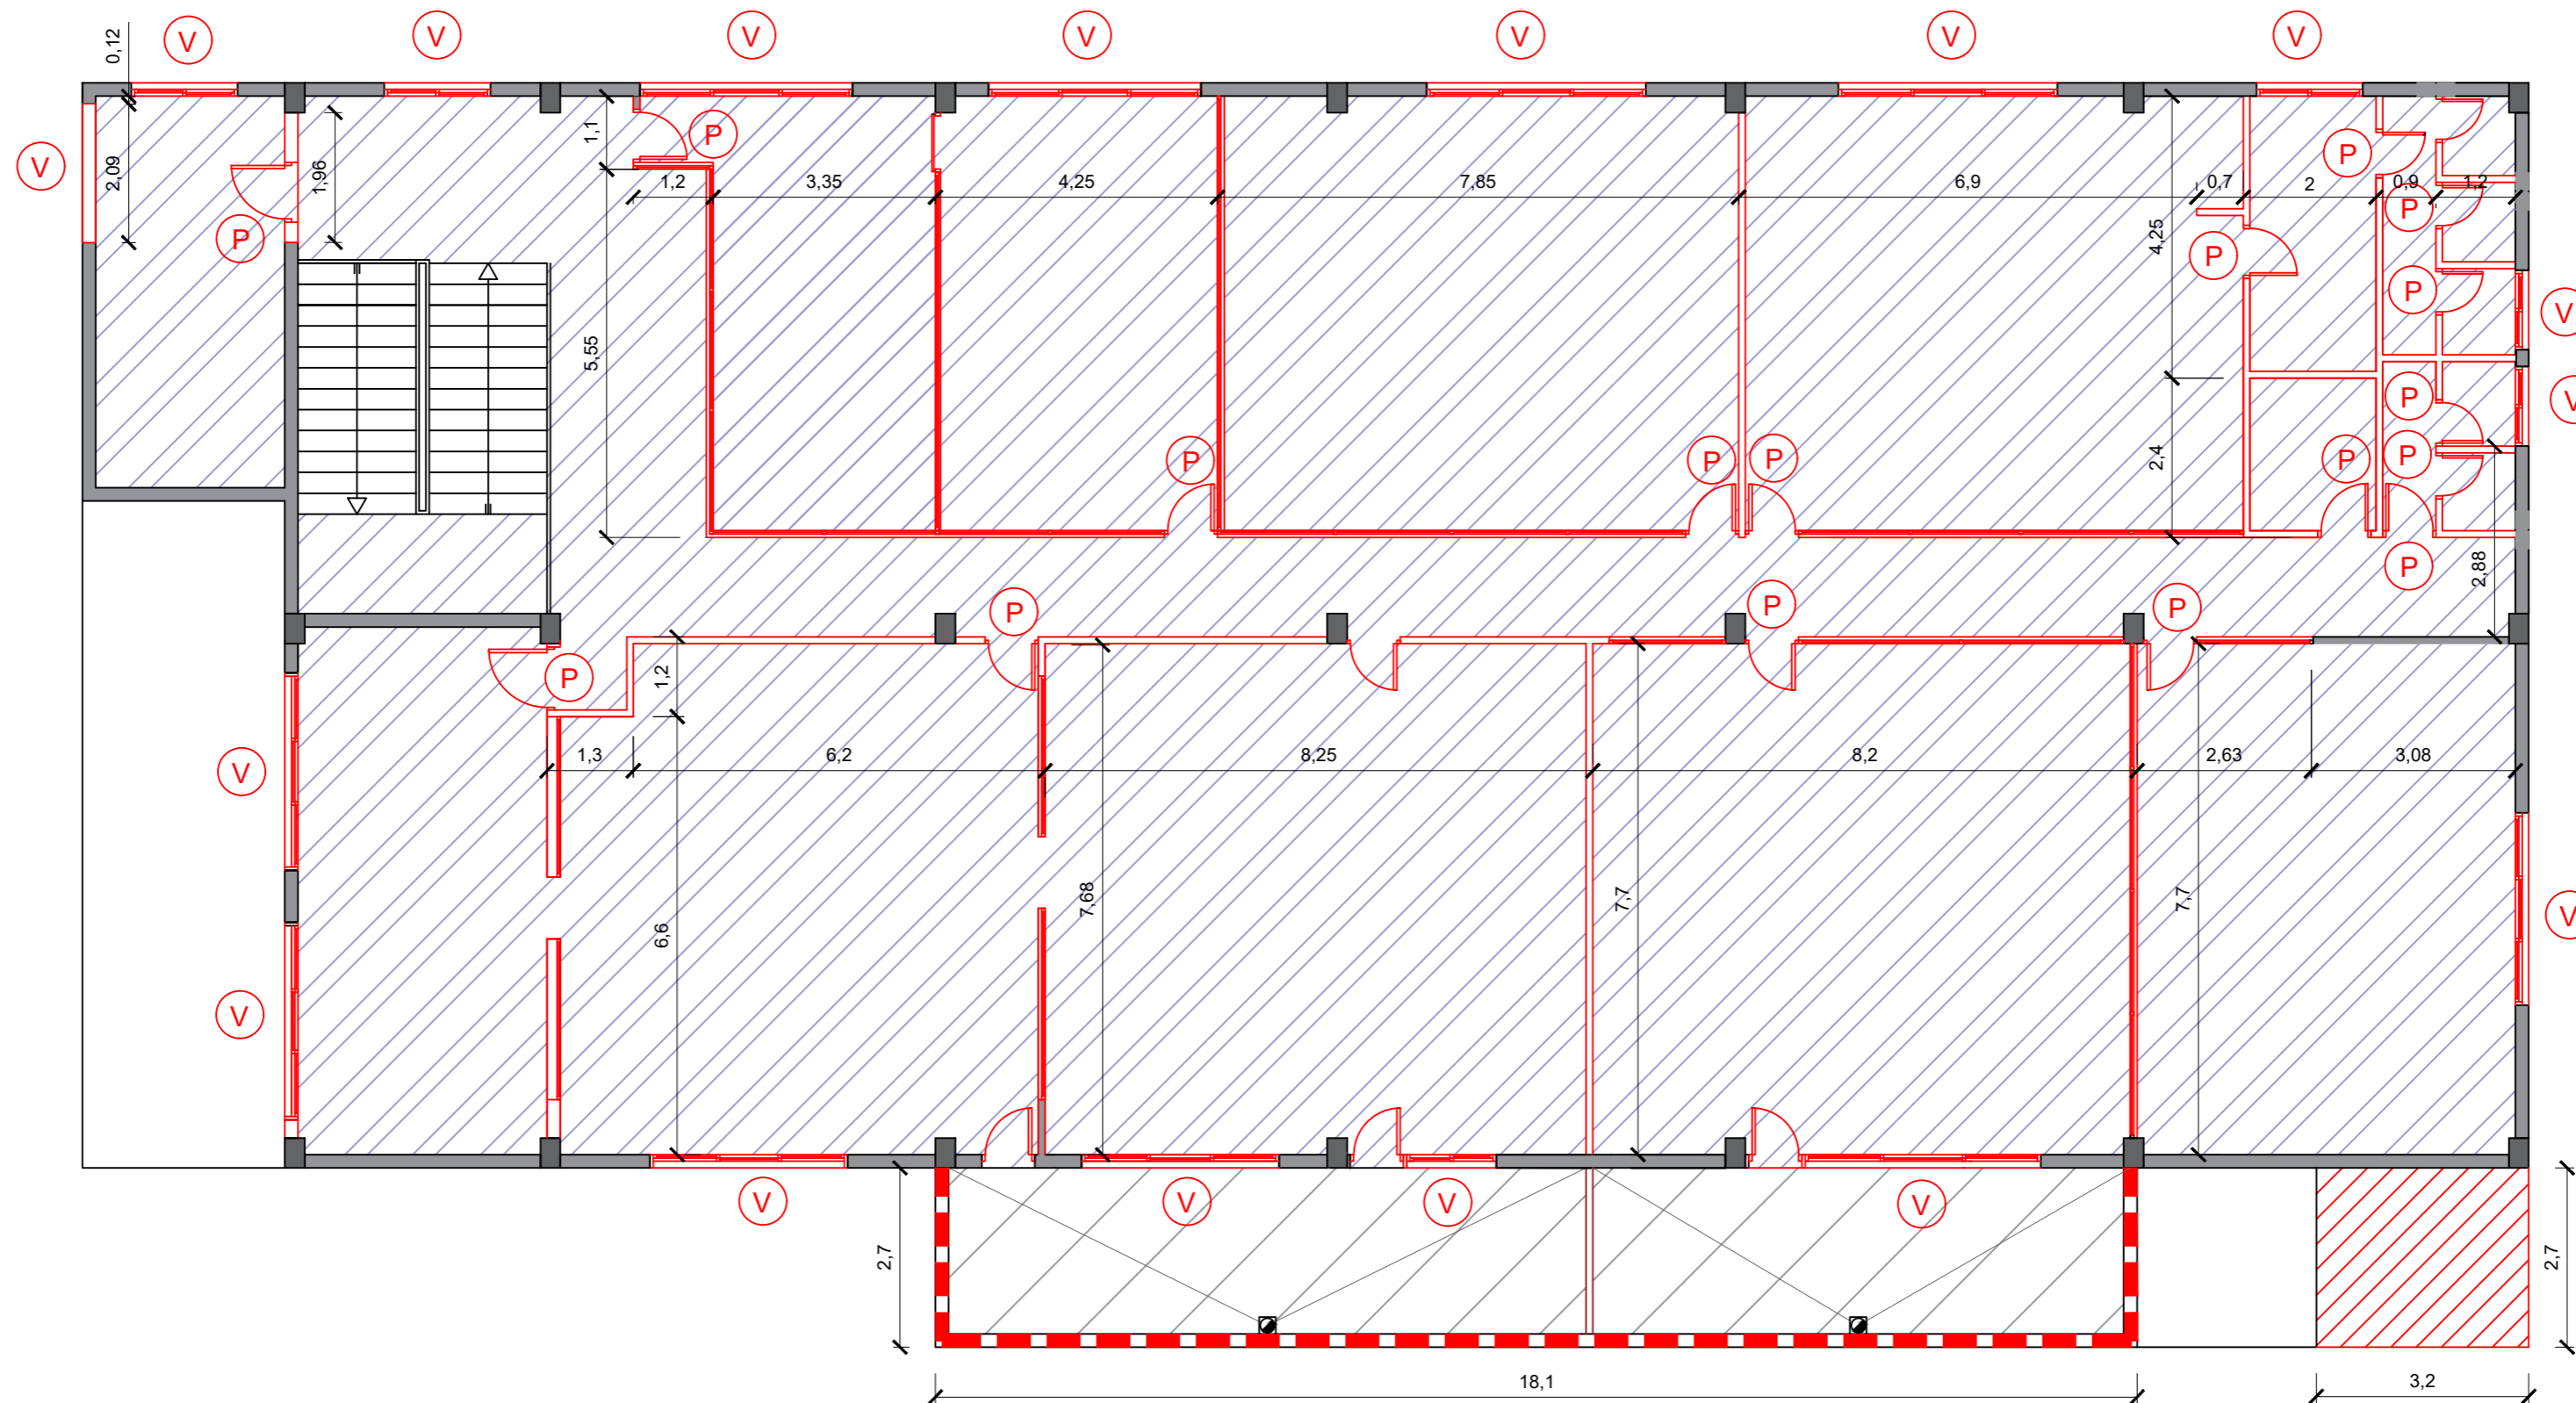 V V V V V V V
0,12
V
2,09
1,96
1,1
P
P
1,2 3,35 4,25 7,85 6,9 0,7 2 0,9 1,2
P
P
P
P
4,25
V
5,55
P
V
2,4
P P P P P
2,88
P
P P P
P
1,2
1,3 6,2 8,25 8,2 2,63 3,08
V
7,68
7,7
7,7
6,6
V
V
V V V V
2,7
2,7
18,1
3,2